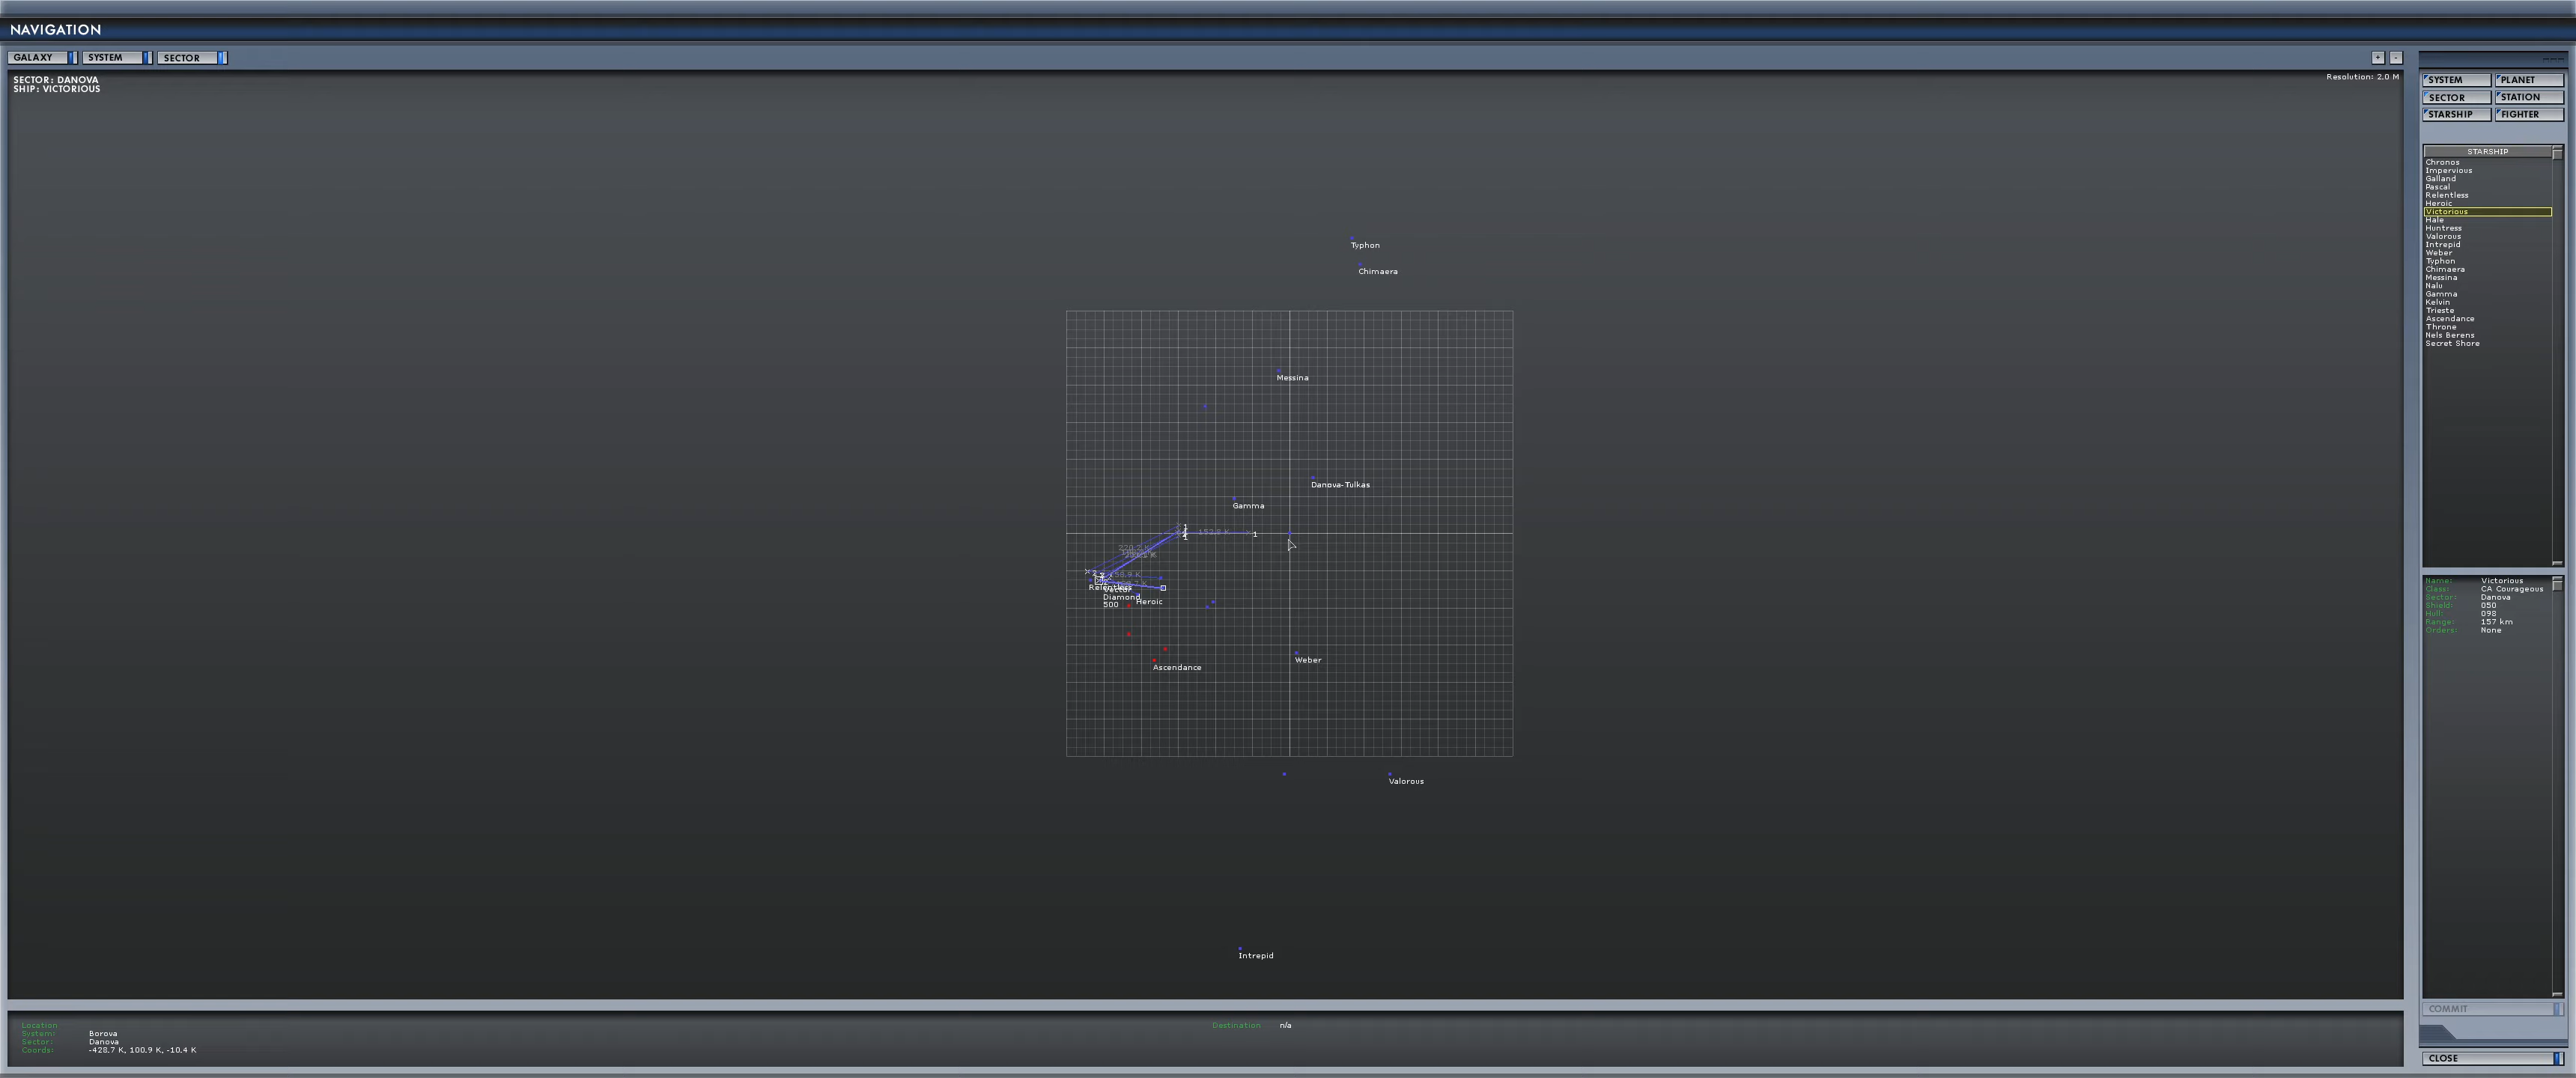 NAVIGATION
GALAXY SYSTEM SECTOR + -
SECTOR: DANOVA
SHIP: VICTORIOUS
Resolution: 2.0 M
Typhon
Chimaera
Messina
Danova-Tulkas
Gamma
1
1
1
Relentless
Diamond
500
Heroic
Ascendance
Weber
Valorous
Intrepid
SYSTEM PLANET
SECTOR STATION
STARSHIP FIGHTER
STARSHIP
Chronos
Impervious
Galland
Pascal
Relentless
Heroic
Victorious
Hale
Huntress
Valorous
Intrepid
Weber
Typhon
Chimaera
Messina
Nalu
Gamma
Kelvin
Trieste
Ascendance
Throne
Nels Berens
Secret Shore
Name: Victorious
Class: CA Courageous
Sector: Danova
Shield: 050
Hull: 098
Range: 157 km
Orders: None
COMMIT
CLOSE
Location
System: Borova
Sector: Danova
Coords: -428.7 K, 100.9 K, -10.4 K
Destination n/a